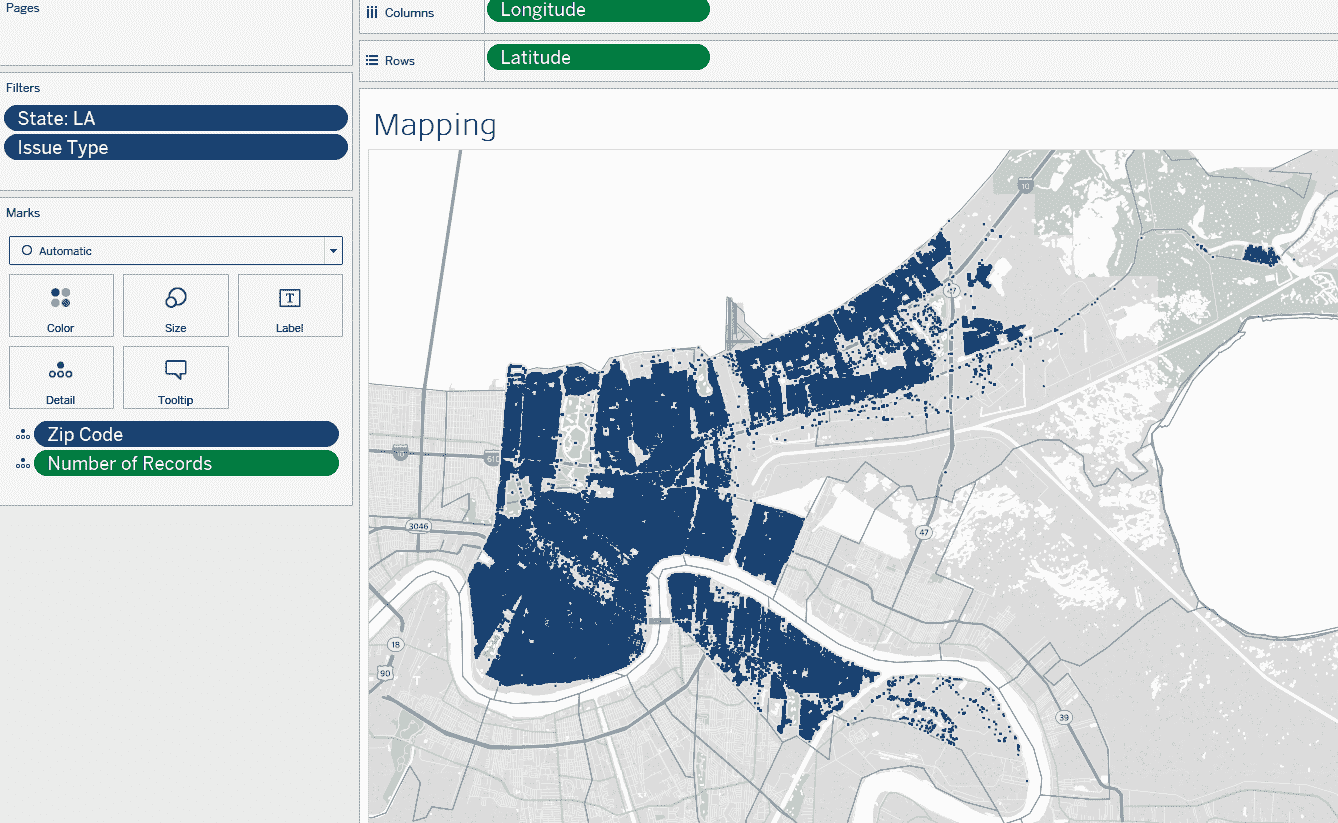 Pages
Columns
Longitude
Rows
Latitude
Filters
State: LA
Issue Type
Marks
Automatic
Color
Size
T
Label
Detail
Tooltip
Zip Code
Number of Records
Mapping
10
47
10
610
3046
47
18
90
39